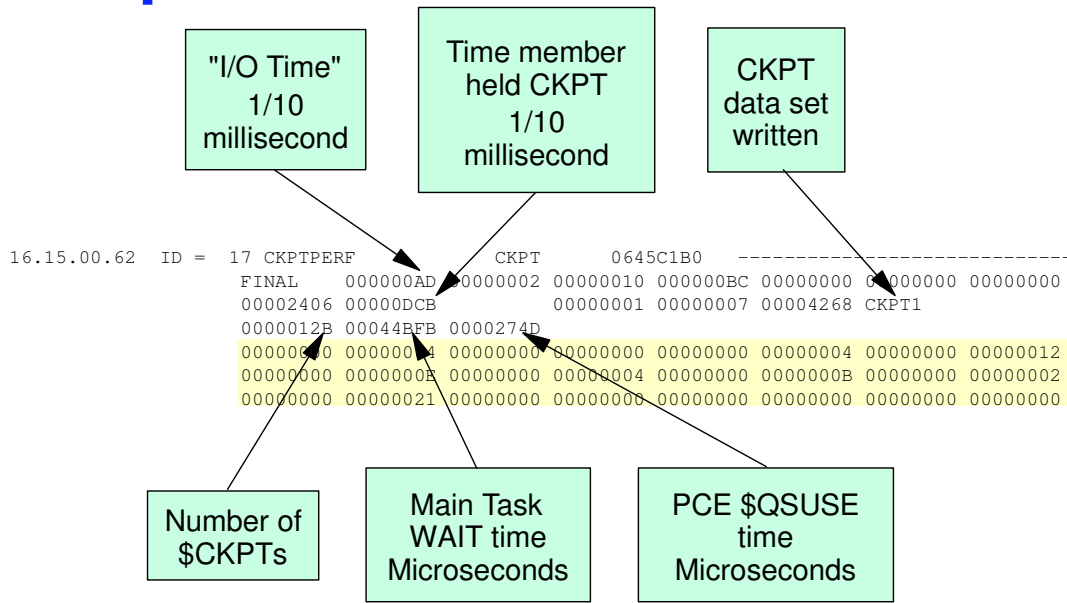 "I/O Time"
1/10
millisecond
Time member
held CKPT
1/10
millisecond
CKPT
data set
written
16.15.00.62 ID = 17 CKPTPERF CKPT 0645C1B0 ----------------------------
FINAL 000000AD 00000002 00000010 000000BC 00000000 00000000 00000000
00002406 00000DCB 00000001 00000007 00004268 CKPT1
0000012B 00044BFB 0000274D
00000000 00000000 00000000 00000000 00000004 00000000 00000012
00000000 0000000E 00000000 00000004 00000000 0000000B 00000000 00000002
00000000 00000021 00000000 00000000 00000000 00000000 00000000 00000000
Number of
$CKPTs
Main Task
WAIT time
Microseconds
PCE $QSUSE
time
Microseconds